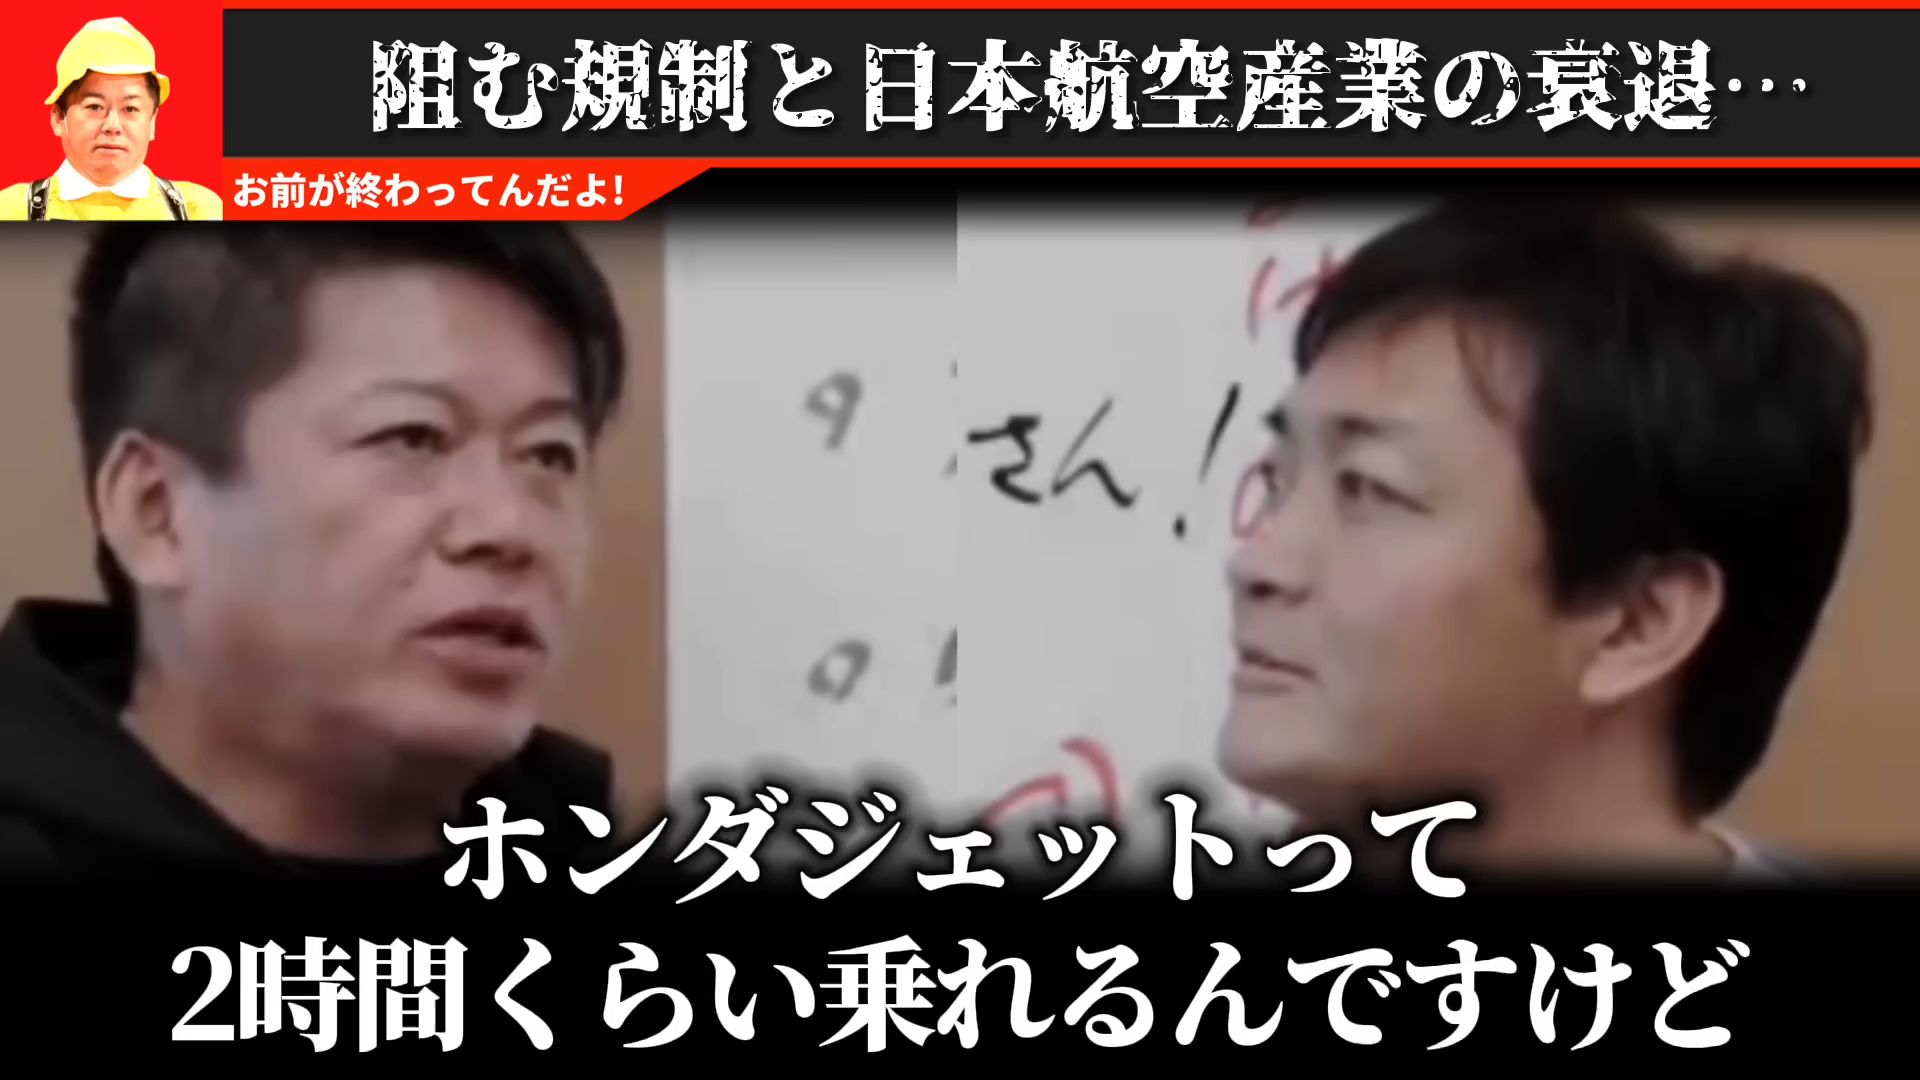 阻む規制と日本航空産業の衰退…
お前が終わってんだよ!
さん!
ホンダジェットって
2時間くらい乗れるんですけど